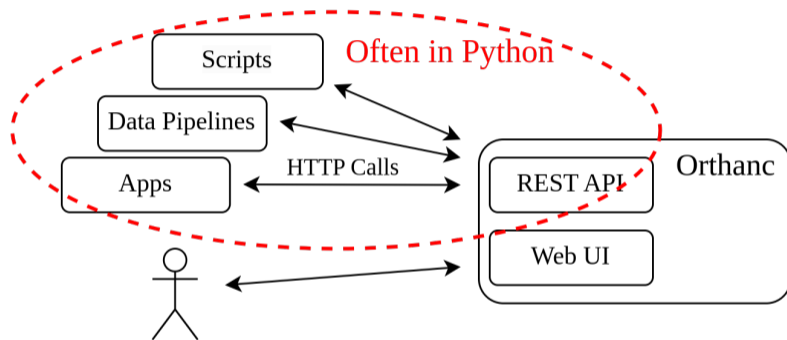 Scripts
Often in Python
Data Pipelines
HTTP Calls
Apps
Orthanc
REST API
Web UI